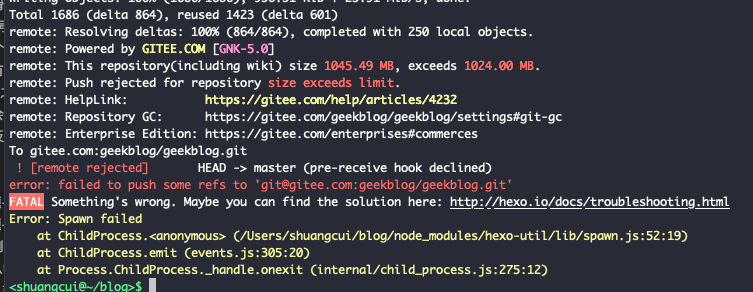 Total 1686 (delta 864), reused 1423 (delta 601)
remote: Resolving deltas: 100% (864/864), completed with 250 local objects.
remote: Powered by GITEE.COM [GNK-5.0]
remote: This repository(including wiki) size 1045.49 MB, exceeds 1024.00 MB.
remote: Push rejected for repository size exceeds limit.
remote: HelpLink: https://gitee.com/help/articles/4232
remote: Repository GC: https://gitee.com/geekblog/geekblog/settings#git-gc
remote: Enterprise Edition: https://gitee.com/enterprises#commerces
To gitee.com:geekblog/geekblog.git
! [remote rejected] HEAD -> master (pre-receive hook declined)
error: failed to push some refs to 'git@gitee.com:geekblog/geekblog.git'
FATAL Something's wrong. Maybe you can find the solution here: http://hexo.io/docs/troubleshooting.html
Error: Spawn failed
at ChildProcess.<anonymous> (/Users/shuangcui/blog/node_modules/hexo-util/lib/spawn.js:52:19)
at ChildProcess.emit (events.js:305:20)
at Process.ChildProcess._handle.onexit (internal/child_process.js:275:12)
<shuangcui@~/blog>$